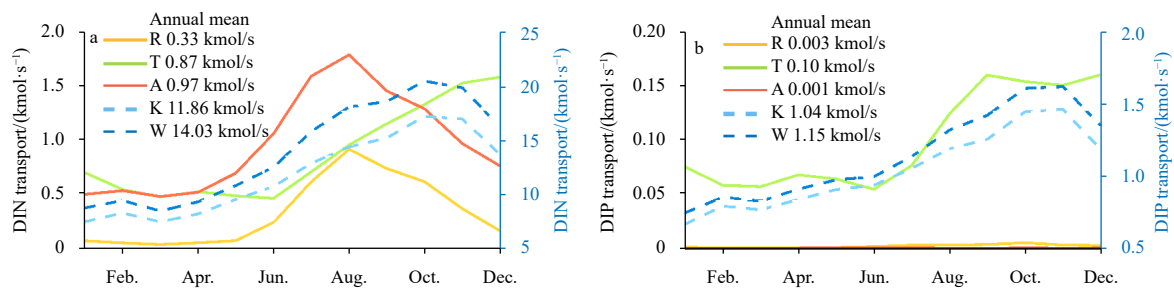 Annual mean
R 0.33 kmol/s
T 0.87 kmol/s
A 0.97 kmol/s
K 11.86 kmol/s
W 14.03 kmol/s
a
DIN transport/(kmol·s⁻¹)
2.0
1.5
1.0
0.5
0
25
20
15
10
5
DIN transport/(kmol·s⁻¹)
Feb. Apr. Jun. Aug. Oct. Dec.
Annual mean
R 0.003 kmol/s
T 0.10 kmol/s
A 0.001 kmol/s
K 1.04 kmol/s
W 1.15 kmol/s
b
DIP transport/(kmol·s⁻¹)
0.20
0.15
0.10
0.05
0
2.0
1.5
1.0
0.5
DIP transport/(kmol·s⁻¹)
Feb. Apr. Jun. Aug. Oct. Dec.